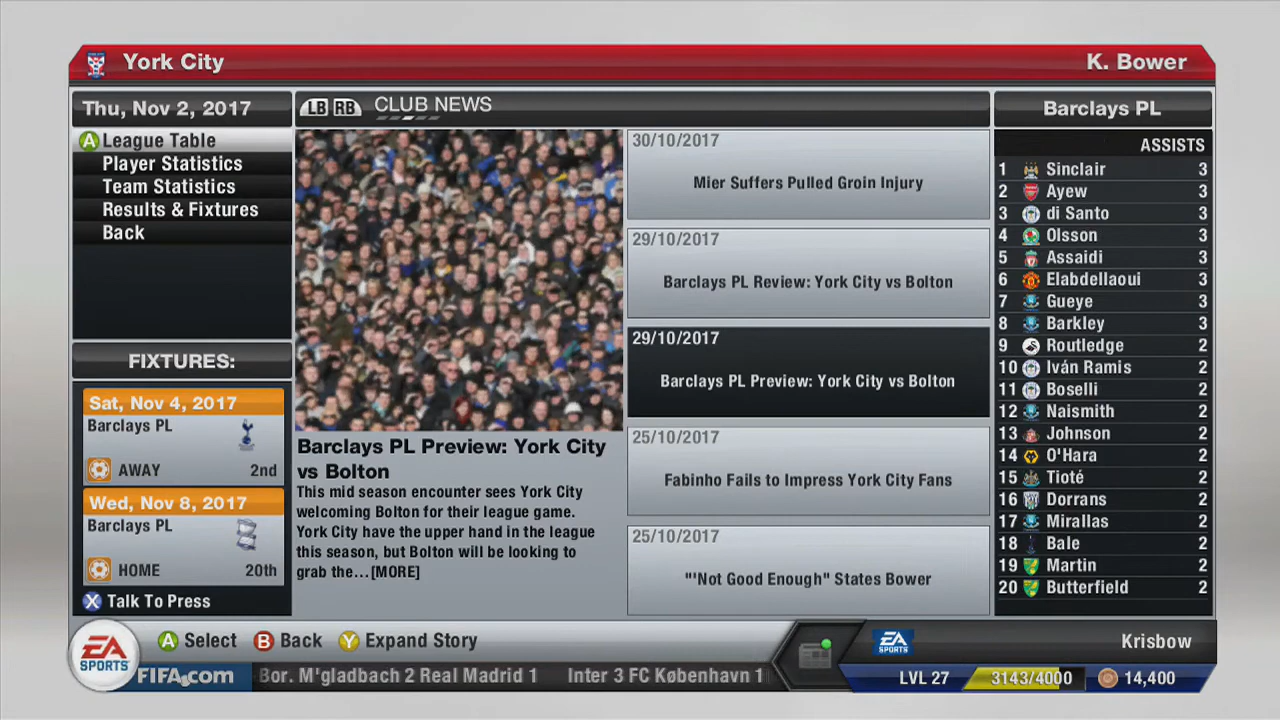 York City
K. Bower
Thu, Nov 2, 2017
A League Table
Player Statistics
Team Statistics
Results & Fixtures
Back
FIXTURES:
Sat, Nov 4, 2017
Barclays PL
AWAY 2nd
Wed, Nov 8, 2017
Barclays PL
HOME 20th
X Talk To Press
LB RB CLUB NEWS
Barclays PL Preview: York City
vs Bolton
This mid season encounter sees York City
welcoming Bolton for their league game.
York City have the upper hand in the league
this season, but Bolton will be looking to
grab the...[MORE]
30/10/2017
Mier Suffers Pulled Groin Injury
29/10/2017
Barclays PL Review: York City vs Bolton
29/10/2017
Barclays PL Preview: York City vs Bolton
25/10/2017
Fabinho Fails to Impress York City Fans
25/10/2017
"'Not Good Enough" States Bower
Barclays PL
ASSISTS
1 Sinclair 3
2 Ayew 3
3 di Santo 3
4 Olsson 3
5 Assaidi 3
6 Elabdellaoui 3
7 Gueye 3
8 Barkley 3
9 Routledge 2
10 Iván Ramis 2
11 Boselli 2
12 Naismith 2
13 Johnson 2
14 O'Hara 2
15 Tioté 2
16 Dorrans 2
17 Mirallas 2
18 Bale 2
19 Martin 2
20 Butterfield 2
EA SPORTS
A Select B Back Y Expand Story
EA SPORTS
Krisbow
FIFA.com
Bor. M'gladbach 2 Real Madrid 1 Inter 3 FC København 1
LVL 27 3143/4000 14,400